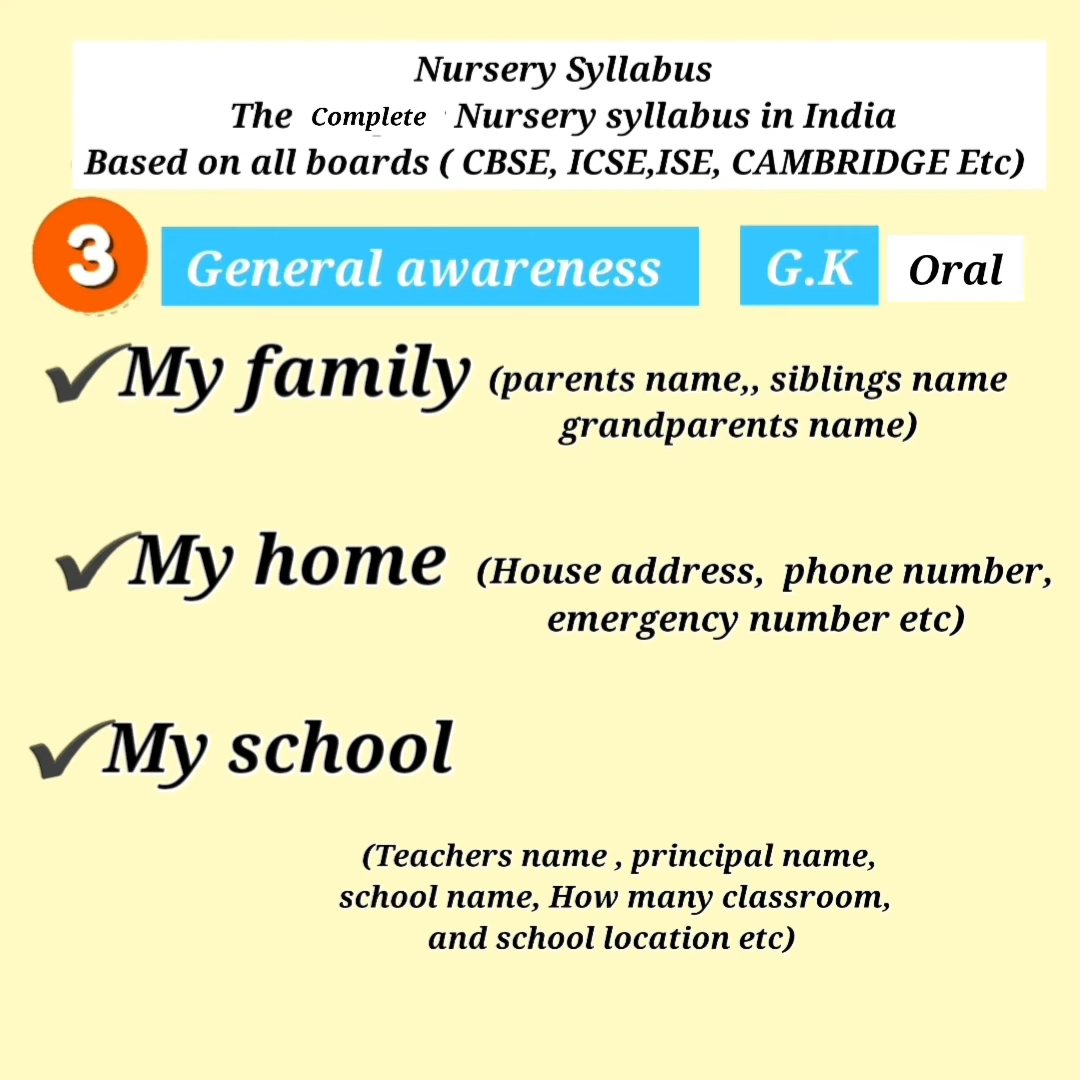 Nursery Syllabus
The Complete Nursery syllabus in India
Based on all boards ( CBSE, ICSE,ISE, CAMBRIDGE Etc)
3 General awareness G.K Oral
My family (parents name,, siblings name
grandparents name)
My home (House address, phone number,
emergency number etc)
My school
(Teachers name , principal name,
school name, How many classroom,
and school location etc)